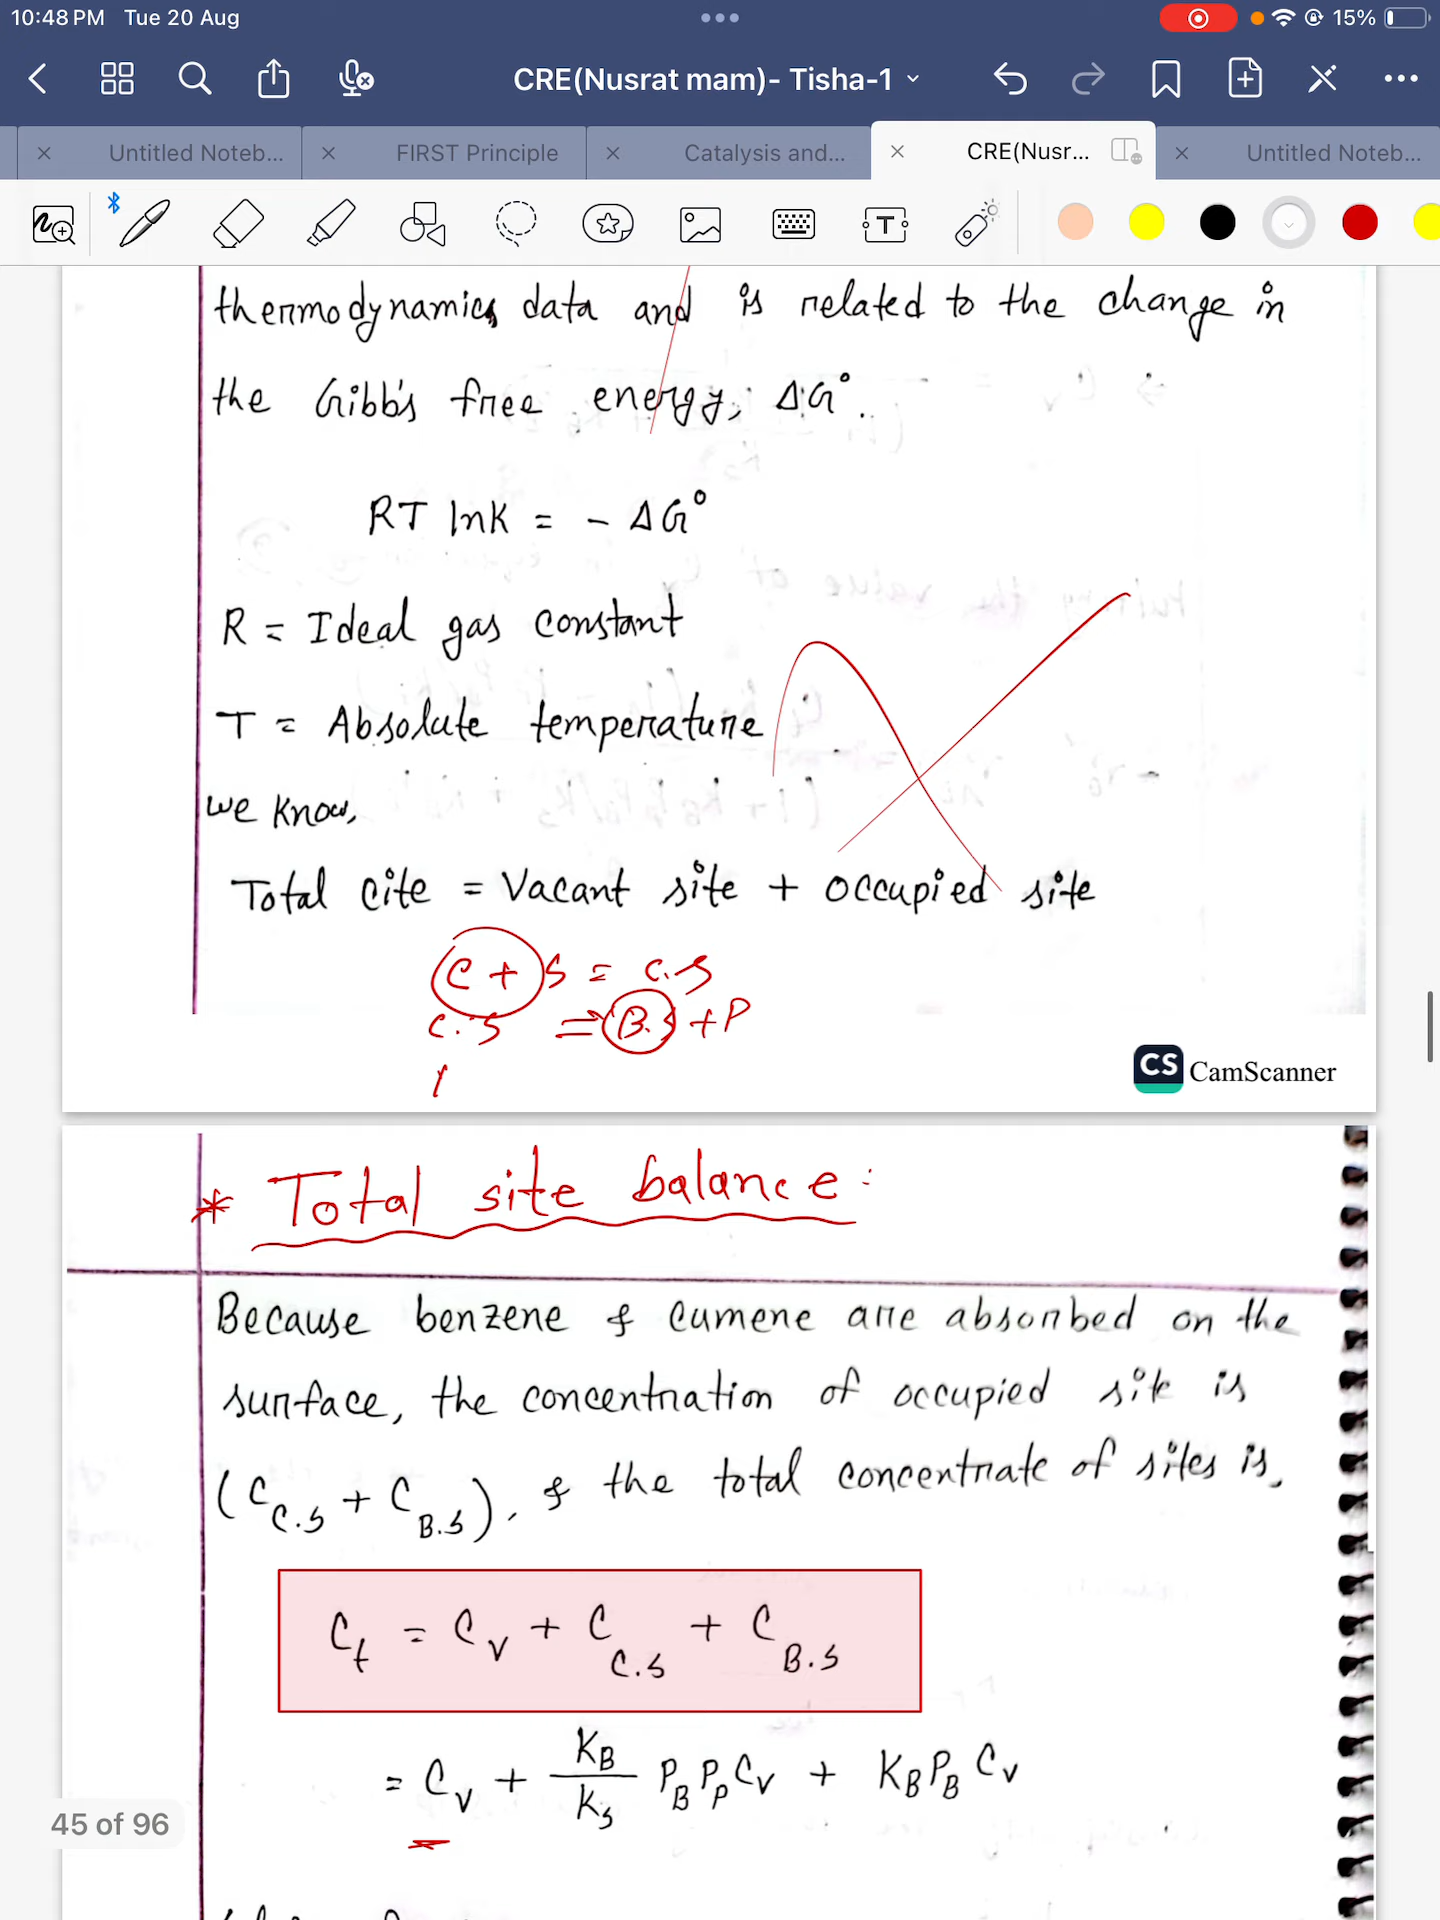 10:48 PM Tue 20 Aug
15%
CRE(Nusrat mam)- Tisha-1
Untitled Noteb...
FIRST Principle
Catalysis and...
CRE(Nusr...
Untitled Noteb...
thermodynamics data and is related to the change in
the Gibb's free energy, ΔG°.
RT lnK = - ΔG°
R = Ideal gas constant
T = Absolute temperature
we know,
Total cite = Vacant site + occupied site
C + S = C.S
C.S ⇌ B.S + P
* Total site balance:
CS CamScanner
Because benzene & cumene are absorbed on the
surface, the concentration of occupied site is
(C_C.S + C_B.S), & the total concentrate of sites is,
C_t = C_V + C_C.S + C_B.S
= C_V + K_B/K_S P_B P_P C_V + K_B P_B C_V
45 of 96